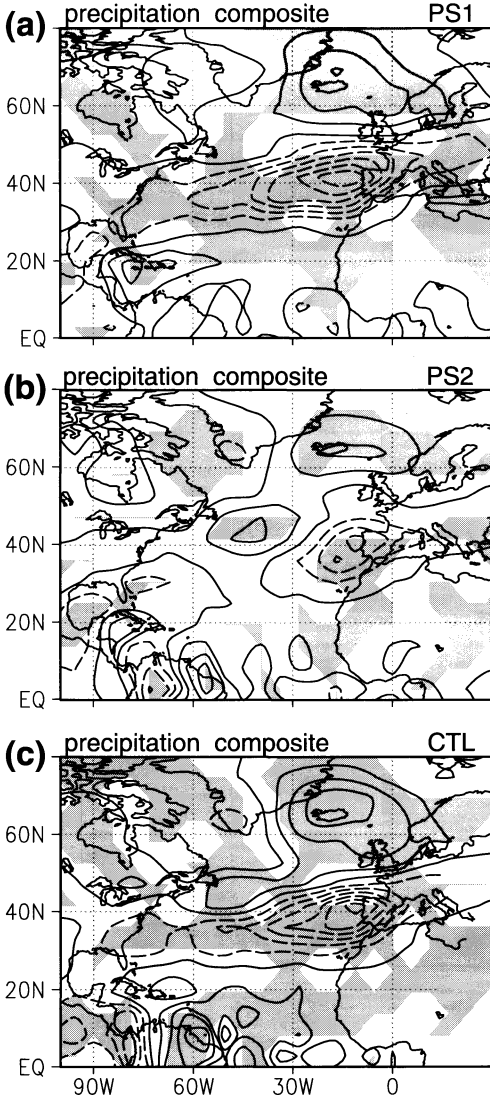 (a) precipitation composite PS1
60N
40N
20N
EQ
(b) precipitation composite PS2
60N
40N
20N
EQ
(c) precipitation composite CTL
60N
40N
20N
EQ
90W 60W 30W 0